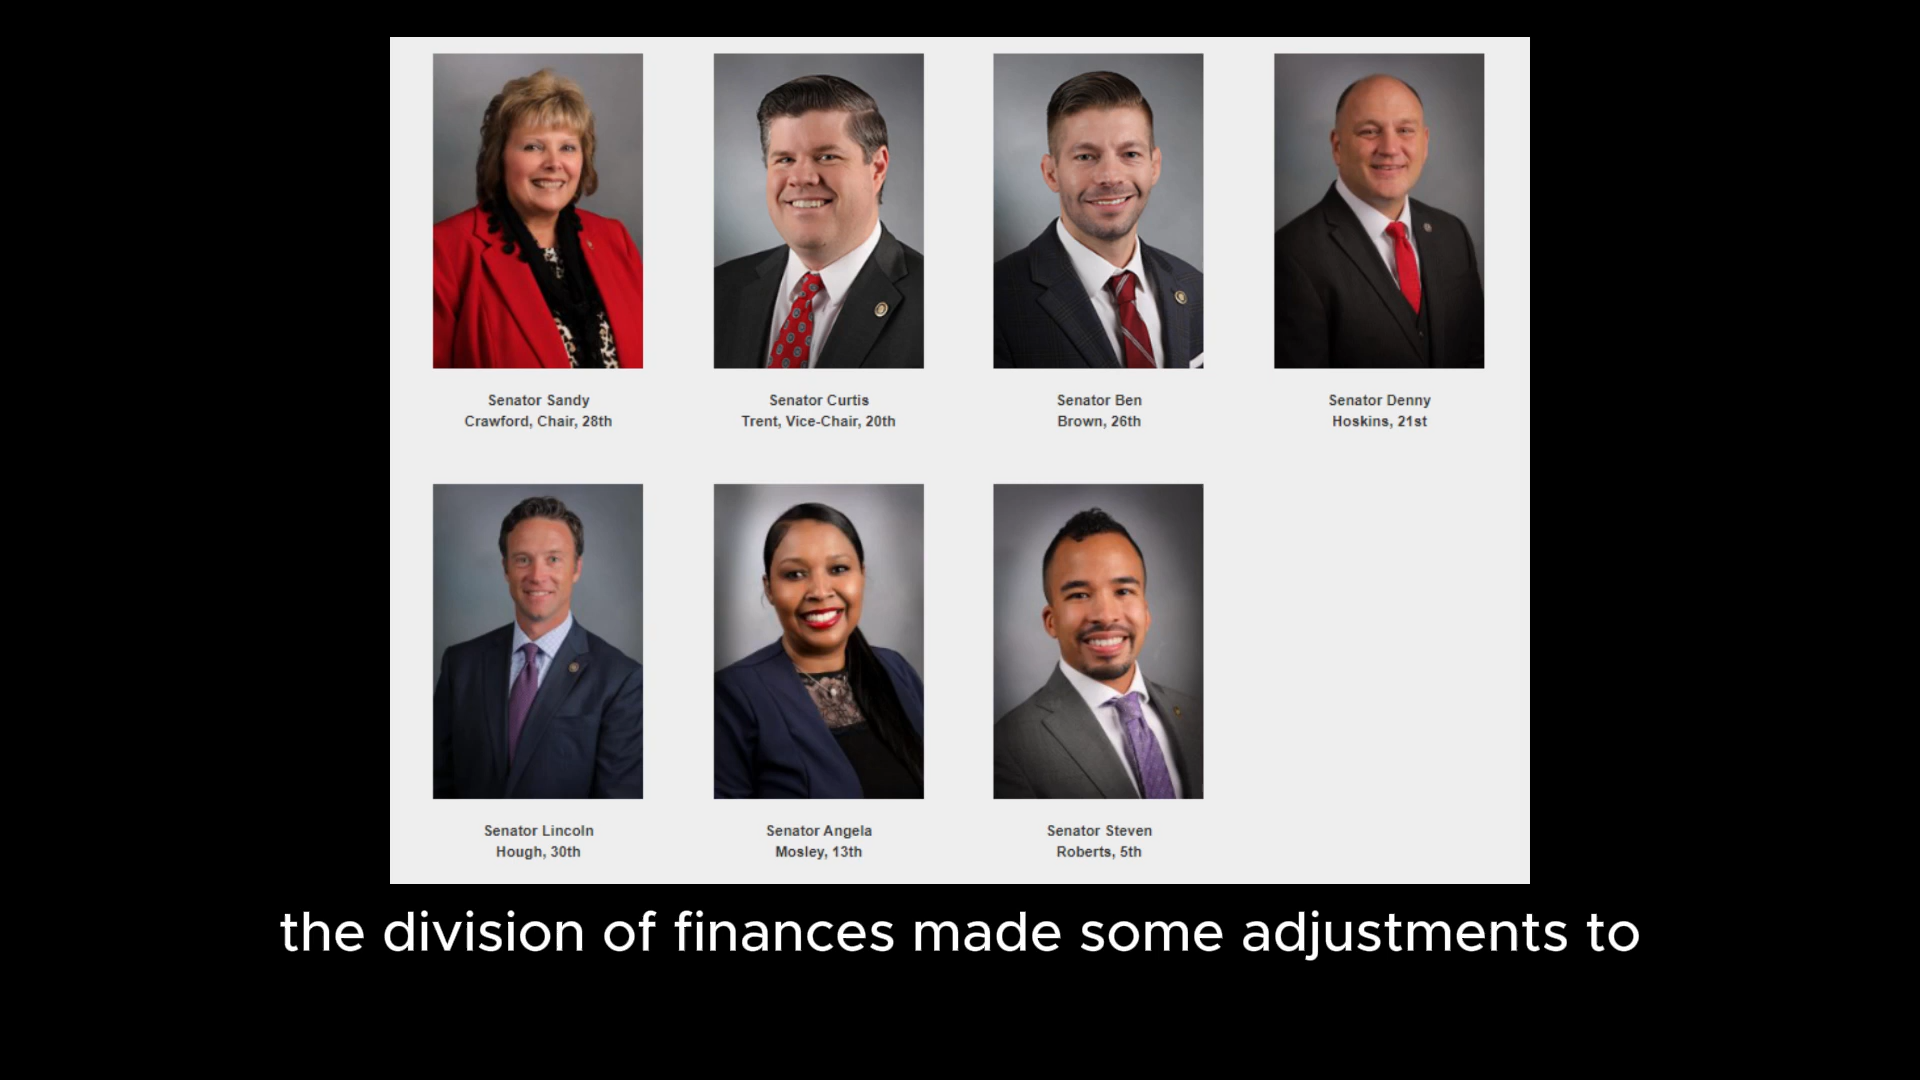 Senator Sandy
Crawford, Chair, 28th
Senator Curtis
Trent, Vice-Chair, 20th
Senator Ben
Brown, 26th
Senator Denny
Hoskins, 21st
Senator Lincoln
Hough, 30th
Senator Angela
Mosley, 13th
Senator Steven
Roberts, 5th
the division of finances made some adjustments to